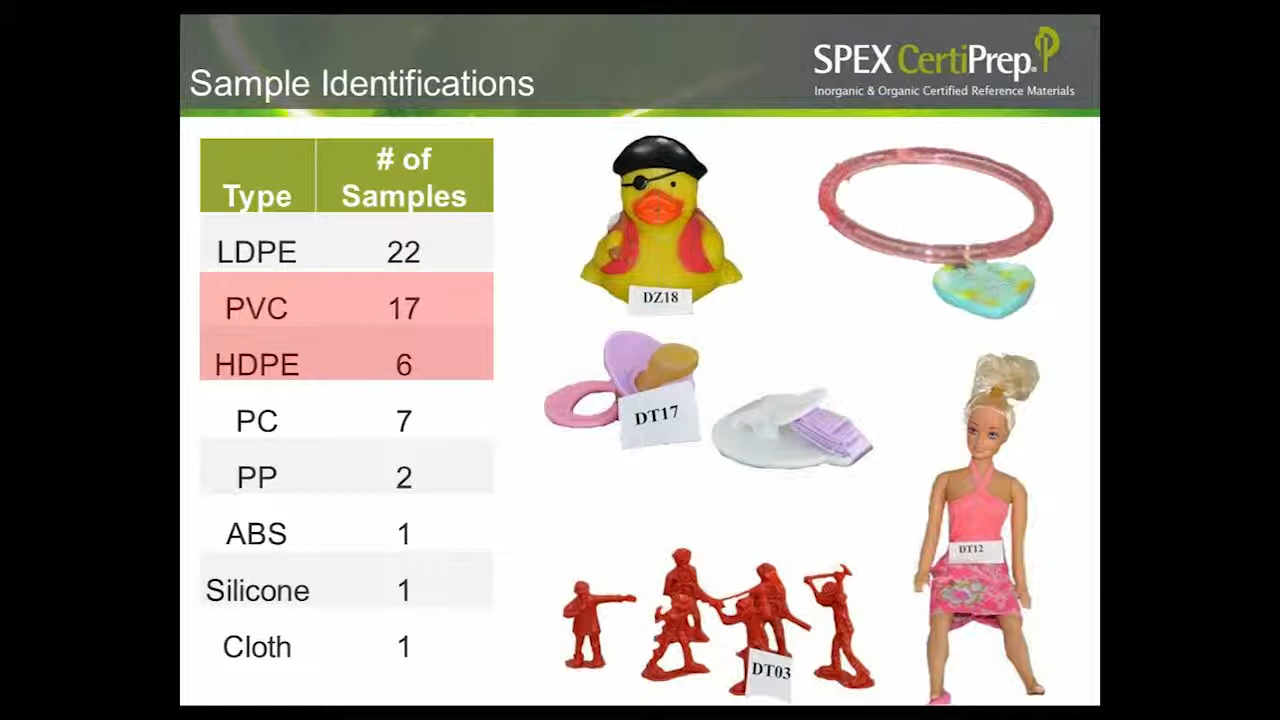 Sample Identifications
SPEX CertiPrep.
Inorganic & Organic Certified Reference Materials
Type # of Samples
LDPE 22
PVC 17
HDPE 6
PC 7
PP 2
ABS 1
Silicone 1
Cloth 1
DZ18
DT17
DT12
DT03